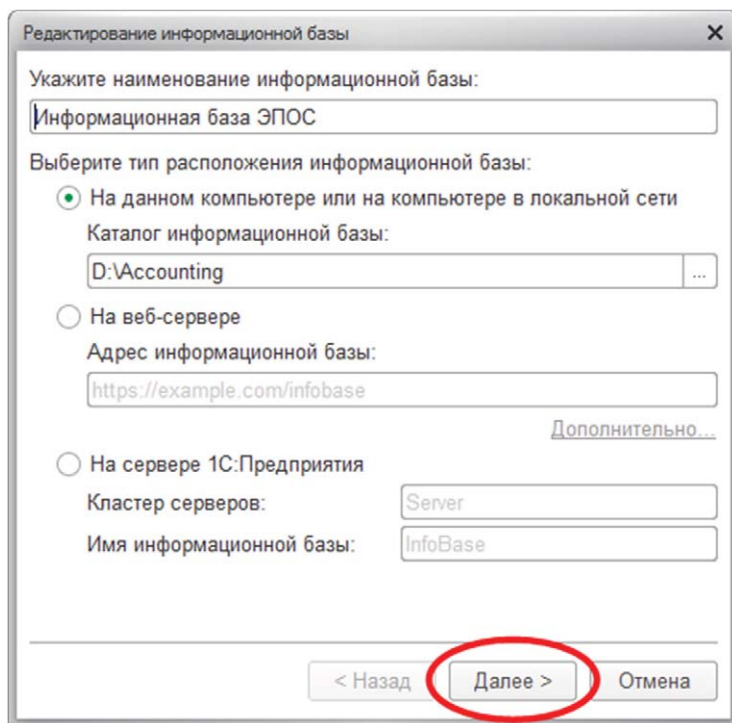 Редактирование информационной базы
Укажите наименование информационной базы:
Информационная база ЭПОС
Выберите тип расположения информационной базы:
На данном компьютере или на компьютере в локальной сети
Каталог информационной базы:
D:\Accounting ...
На веб-сервере
Адрес информационной базы:
https://example.com/infobase
Дополнительно...
На сервере 1С:Предприятия
Кластер серверов: Server
Имя информационной базы: InfoBase
< Назад Далее > Отмена